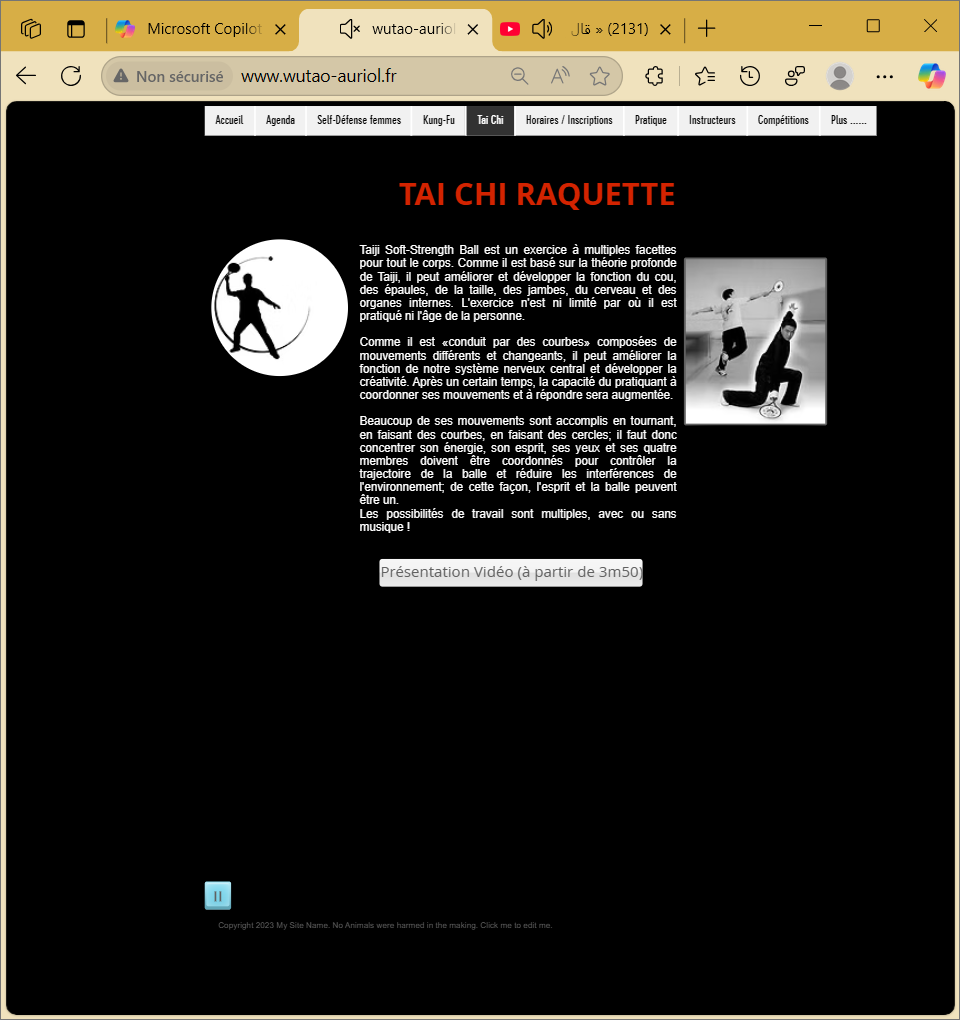 Microsoft Copilot
wutao-auriol
قال » (2131)
Non sécurisé
www.wutao-auriol.fr
Accueil
Agenda
Self-Défense femmes
Kung-Fu
Tai Chi
Horaires / Inscriptions
Pratique
Instructeurs
Compétitions
Plus ......
TAI CHI RAQUETTE
Taiji Soft-Strength Ball est un exercice à multiples facettes
pour tout le corps. Comme il est basé sur la théorie profonde
de Taiji, il peut améliorer et développer la fonction du cou,
des épaules, de la taille, des jambes, du cerveau et des
organes internes. L'exercice n'est ni limité par où il est
pratiqué ni l'âge de la personne.
Comme il est «conduit par des courbes» composées de
mouvements différents et changeants, il peut améliorer la
fonction de notre système nerveux central et développer la
créativité. Après un certain temps, la capacité du pratiquant à
coordonner ses mouvements et à répondre sera augmentée.
Beaucoup de ses mouvements sont accomplis en tournant,
en faisant des courbes, en faisant des cercles; il faut donc
concentrer son énergie, son esprit, ses yeux et ses quatre
membres doivent être coordonnés pour contrôler la
trajectoire de la balle et réduire les interférences de
l'environnement; de cette façon, l'esprit et la balle peuvent
être un.
Les possibilités de travail sont multiples, avec ou sans
musique !
Présentation Vidéo (à partir de 3m50)
Copyright 2023 My Site Name. No Animals were harmed in the making. Click me to edit me.